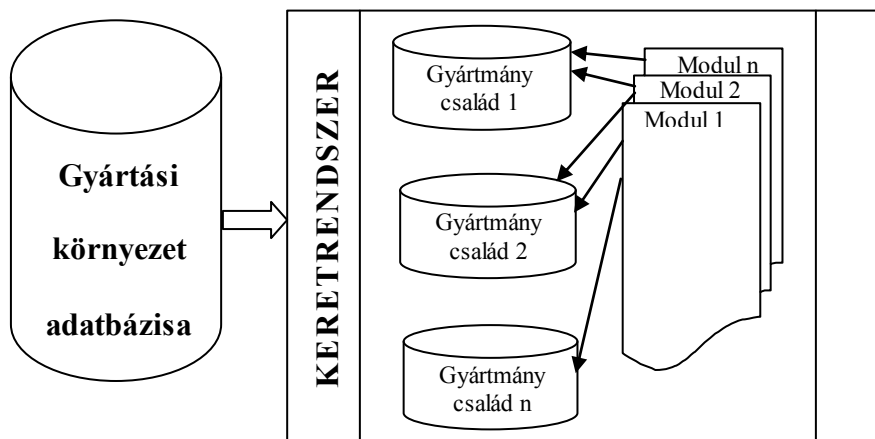 Gyártási
környezet
adatbázisa
KERETRENDSZER
Gyártmány
család 1
Gyártmány
család 2
Gyártmány
család n
Modul n
Modul 2
Modul 1